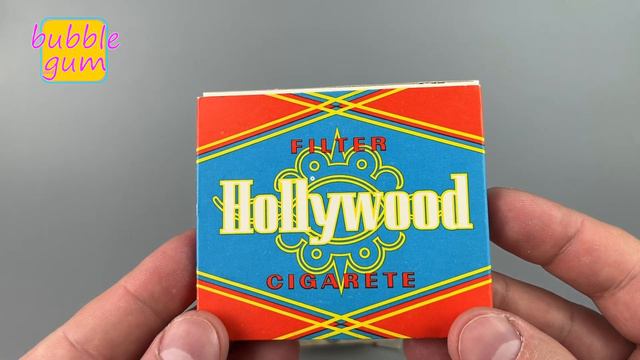 bubble
gum
FILTER
Hollywood
CIGARETE